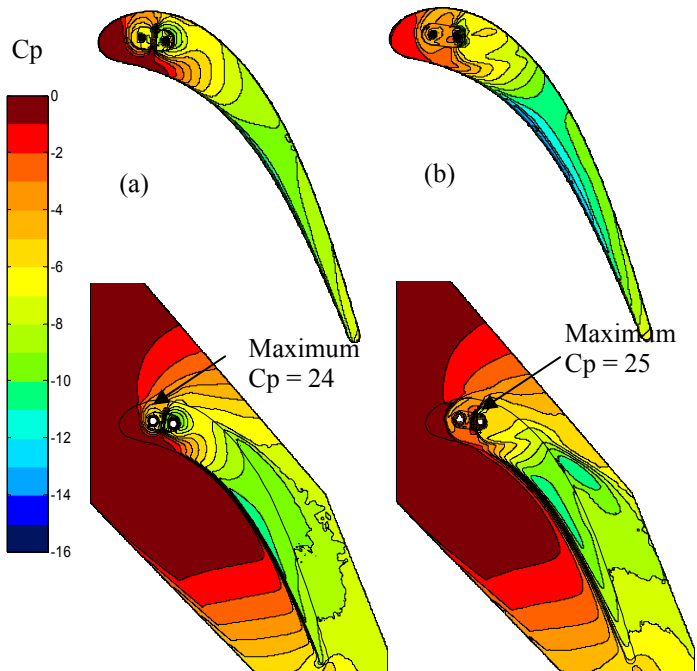 Cp
0
-2
-4
-6
-8
-10
-12
-14
-16
(a)
(b)
Maximum
Cp = 24
Maximum
Cp = 25